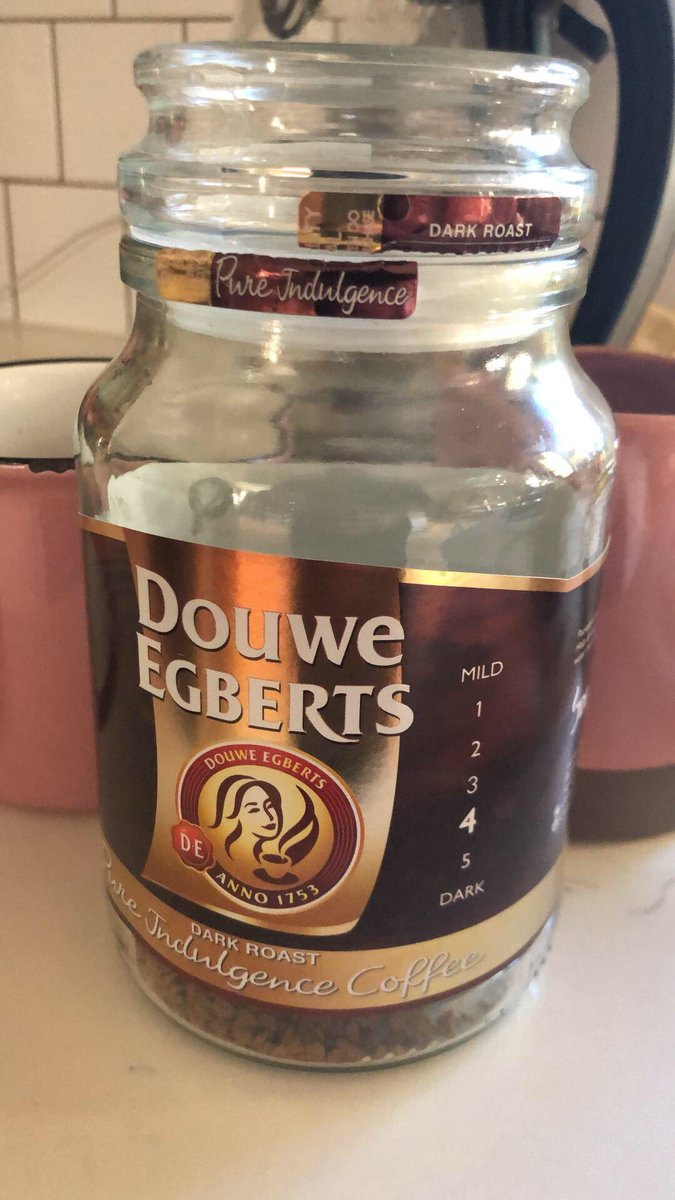 DARK ROAST
Pure Indulgence
DOUWE
EGBERTS
DOUWE EGBERTS
D·E
ANNO 1753
MILD
1
2
3
4
5
DARK
DARK ROAST
Pure Indulgence Coffee